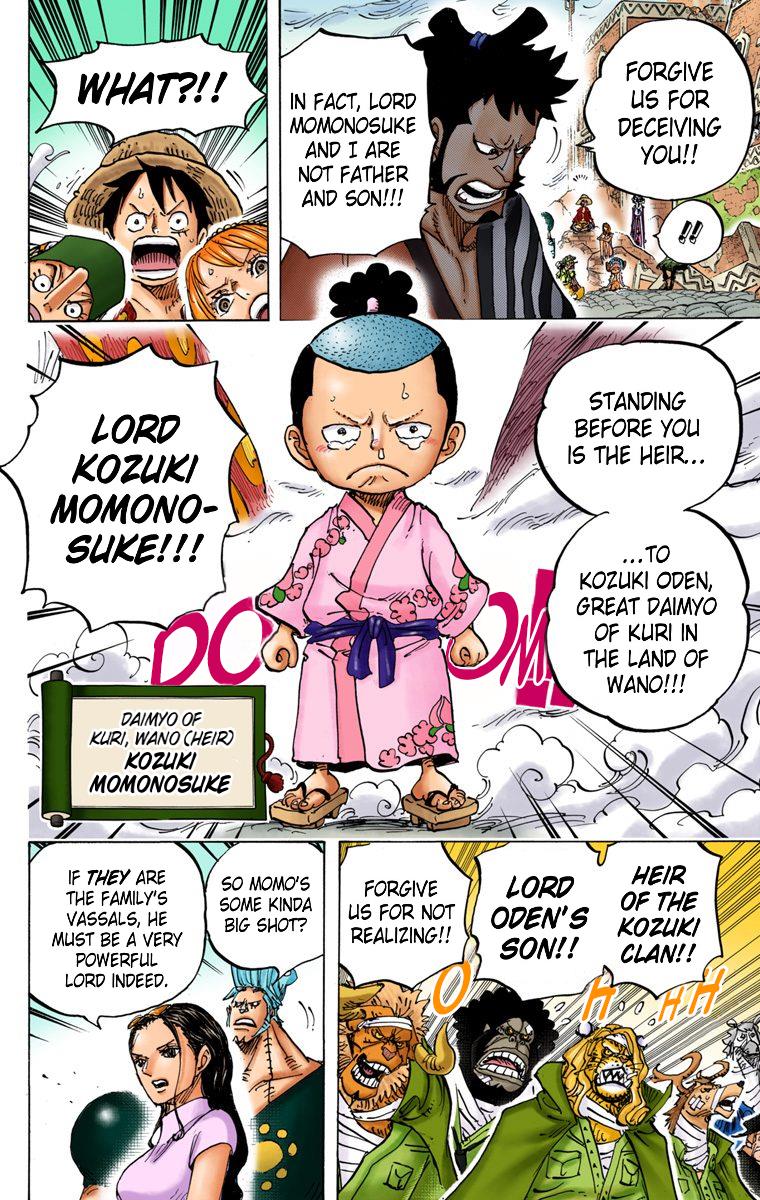 FORGIVE
US FOR
DECEIVING
YOU!!
!!
IN FACT, LORD
MOMONOSUKE
AND I ARE
NOT FATHER
AND SON!!!
WHAT?!!
STANDING
BEFORE YOU
IS THE HEIR...
...TO
KOZUKI ODEN,
GREAT DAIMYO
OF KURI IN
THE LAND OF
WANO!!!
LORD
KOZUKI
MOMONO-
SUKE!!!
DAIMYO OF
KURI, WANO (HEIR)
KOZUKI
MOMONOSUKE
HEIR
OF THE
KOZUKI
CLAN!!
LORD
ODEN'S
SON!!
FORGIVE
US FOR NOT
REALIZING!!
O H H H
SO MOMO'S
SOME KINDA
BIG SHOT?
IF THEY ARE
THE FAMILY'S
VASSALS, HE
MUST BE A VERY
POWERFUL
LORD INDEED.